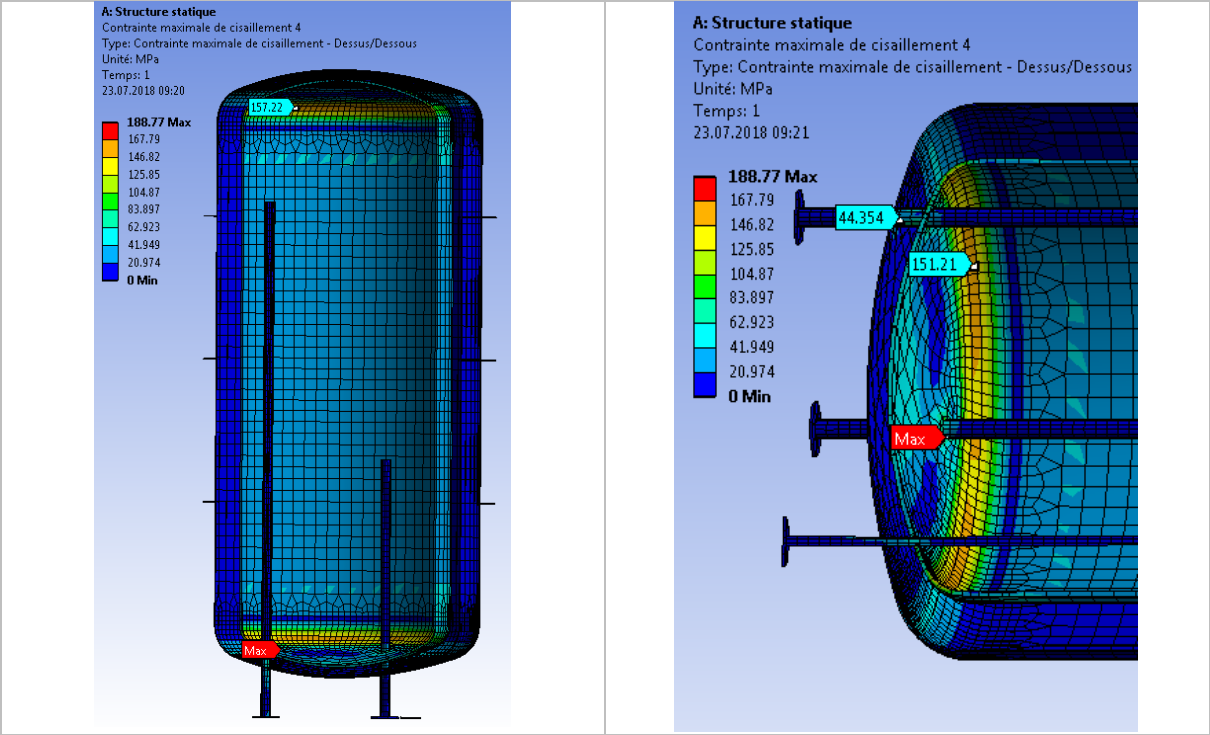 A: Structure statique
Contrainte maximale de cisaillement 4
Type: Contrainte maximale de cisaillement - Dessus/Dessous
Unité: MPa
Temps: 1
23.07.2018 09:20
188.77 Max
167.79
146.82
125.85
104.87
83.897
62.923
41.949
20.974
0 Min
157.22
Max
A: Structure statique
Contrainte maximale de cisaillement 4
Type: Contrainte maximale de cisaillement - Dessus/Dessous
Unité: MPa
Temps: 1
23.07.2018 09:21
188.77 Max
167.79
146.82
125.85
104.87
83.897
62.923
41.949
20.974
0 Min
44.354
151.21
Max